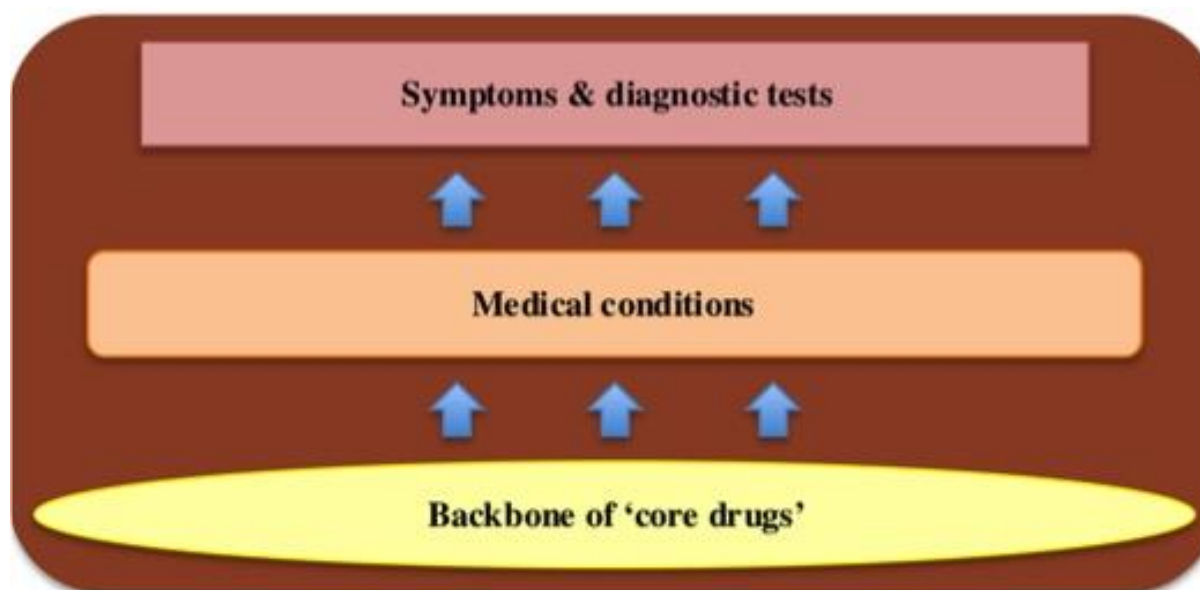 Symptoms & diagnostic tests
Medical conditions
Backbone of ‘core drugs’